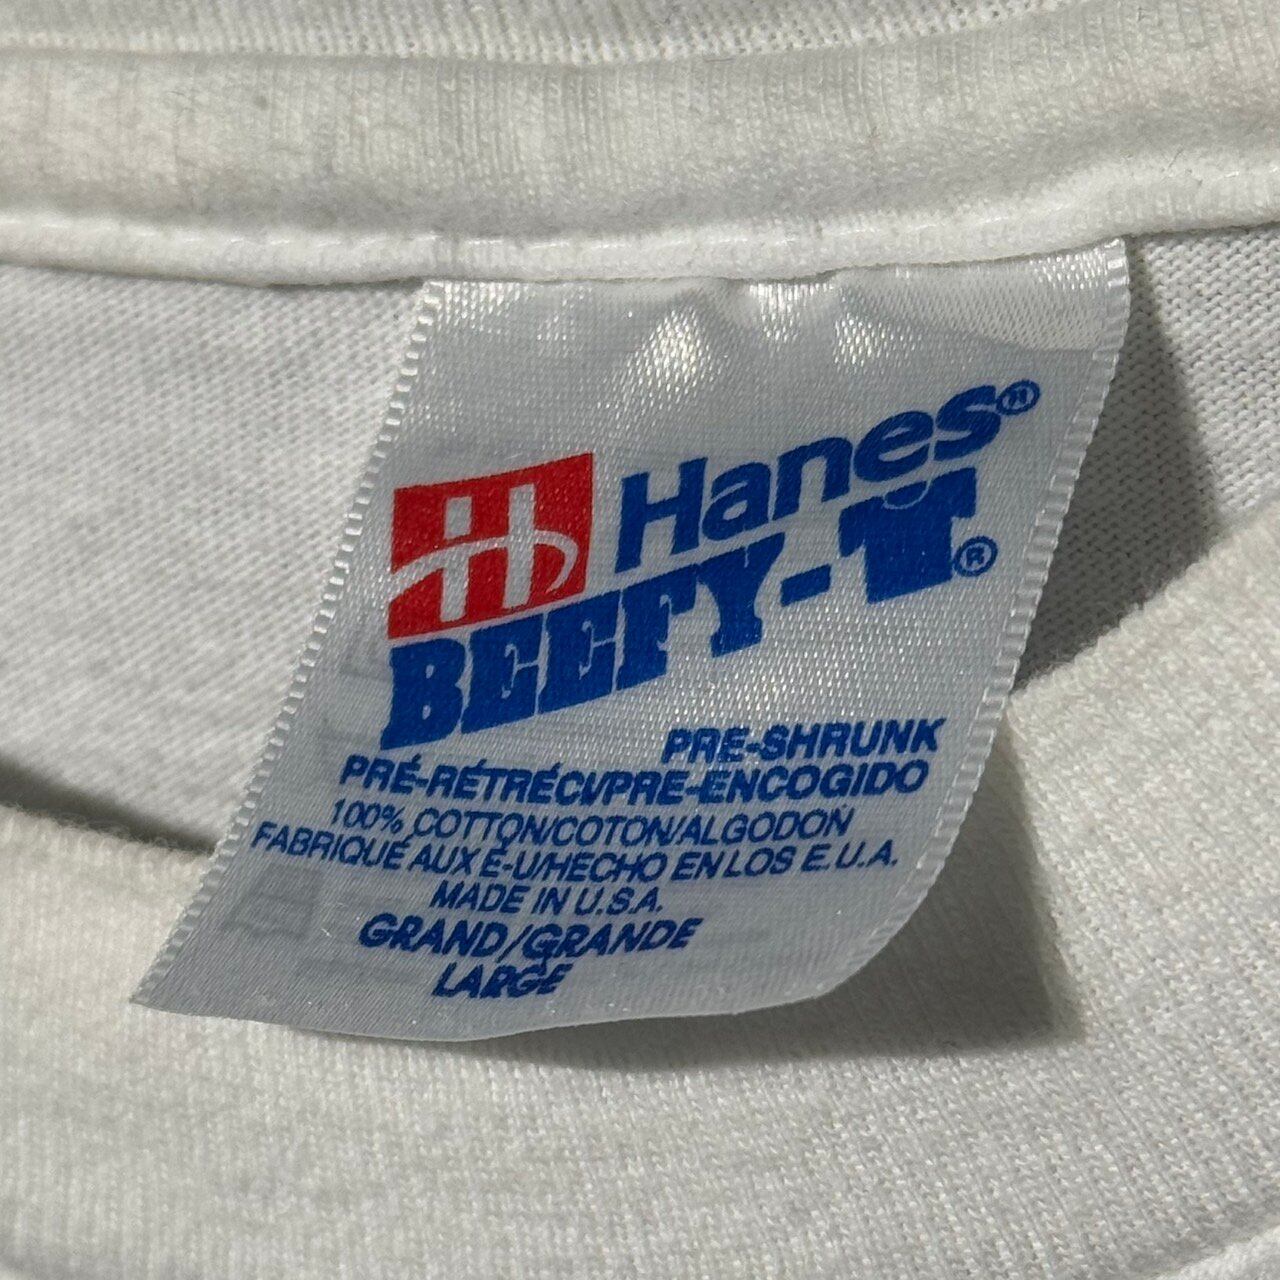 H Hanes®
BEEFY-T®
PRE-SHRUNK
PRÉ-RÉTRÉCI/PRE-ENCOGIDO
100% COTTON/COTON/ALGODON
FABRIQUÉ AUX É-U/HECHO EN LOS E.U.A.
MADE IN U.S.A.
GRAND/GRANDE
LARGE